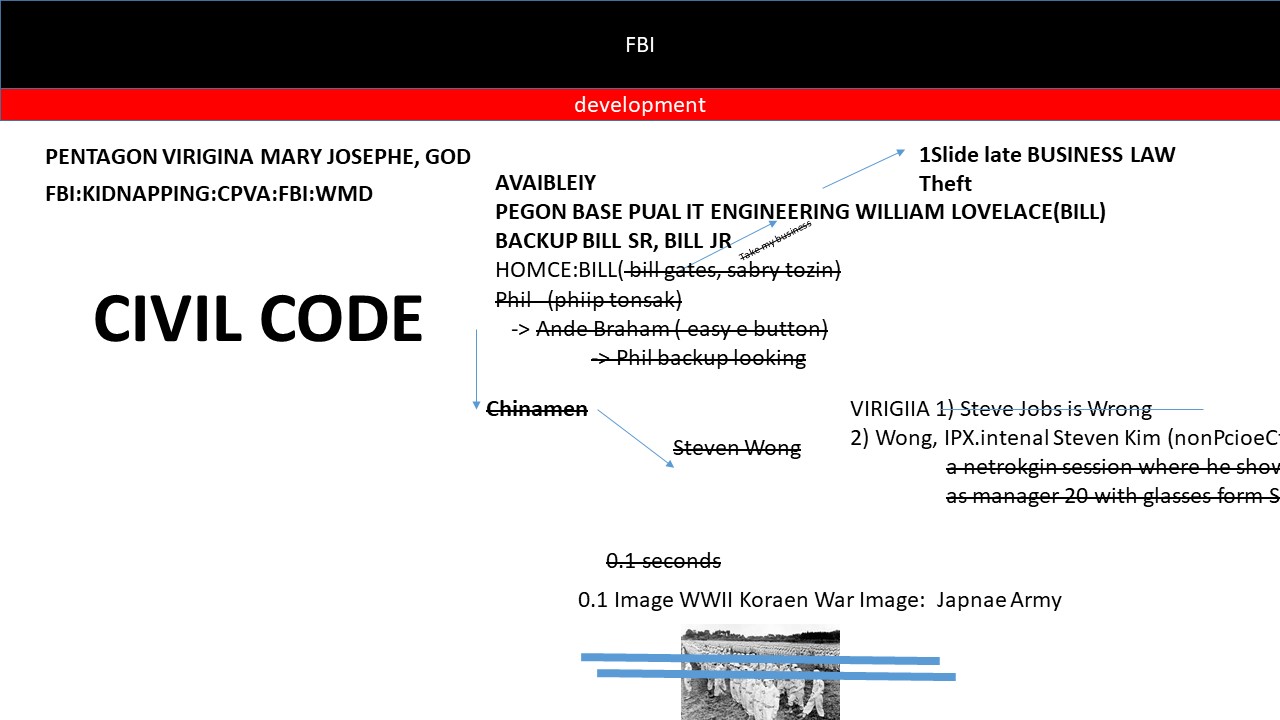 FBI
development
PENTAGON VIRIGINA MARY JOSEPHE, GOD
FBI:KIDNAPPING:CPVA:FBI:WMD
1Slide late BUSINESS LAW
Theft
AVAIBLEIY
PEGON BASE PUAL IT ENGINEERING WILLIAM LOVELACE(BILL)
BACKUP BILL SR, BILL JR
Take my business
HOMCE:BILL( bill gates, sabry tozin)
Phil (phiip tonsak)
-> Ande Braham ( easy e button)
-> Phil backup looking
CIVIL CODE
Chinamen
Steven Wong
VIRIGIIA 1) Steve Jobs is Wrong
2) Wong, IPX.intenal Steven Kim (nonPcioeC
a netrokgin session where he shov
as manager 20 with glasses form S
0.1 seconds
0.1 Image WWII Koraen War Image: Japnae Army